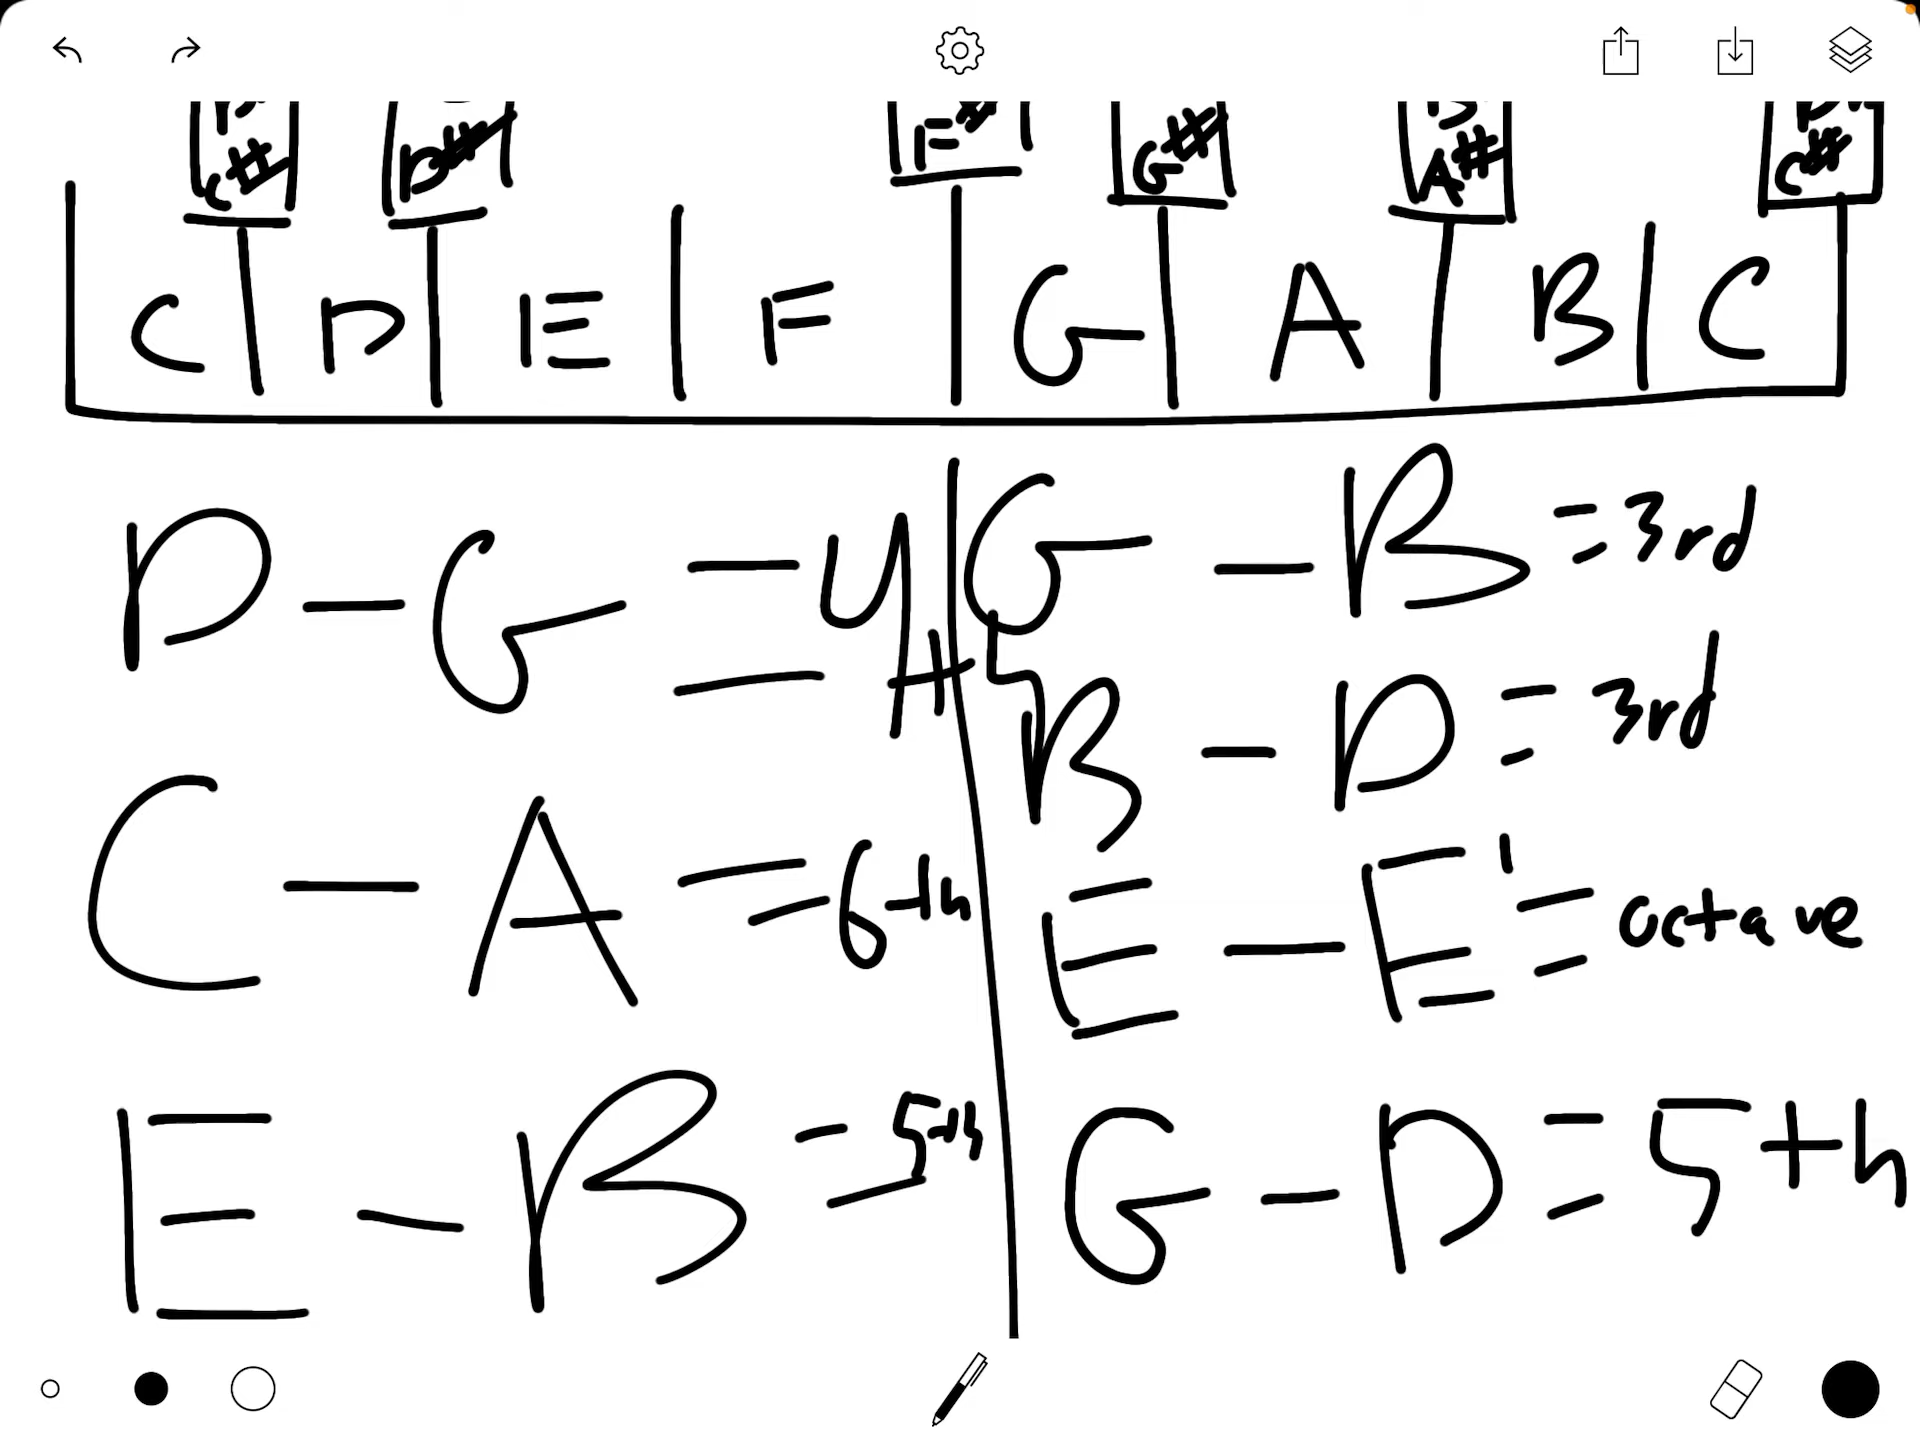 C# D# F# G# A# C#
C D E F G A B C
D - G = 4th
C - A = 6th
E - B = 5th
G - B = 3rd
B - D = 3rd
E - E' = octave
G - D = 5th